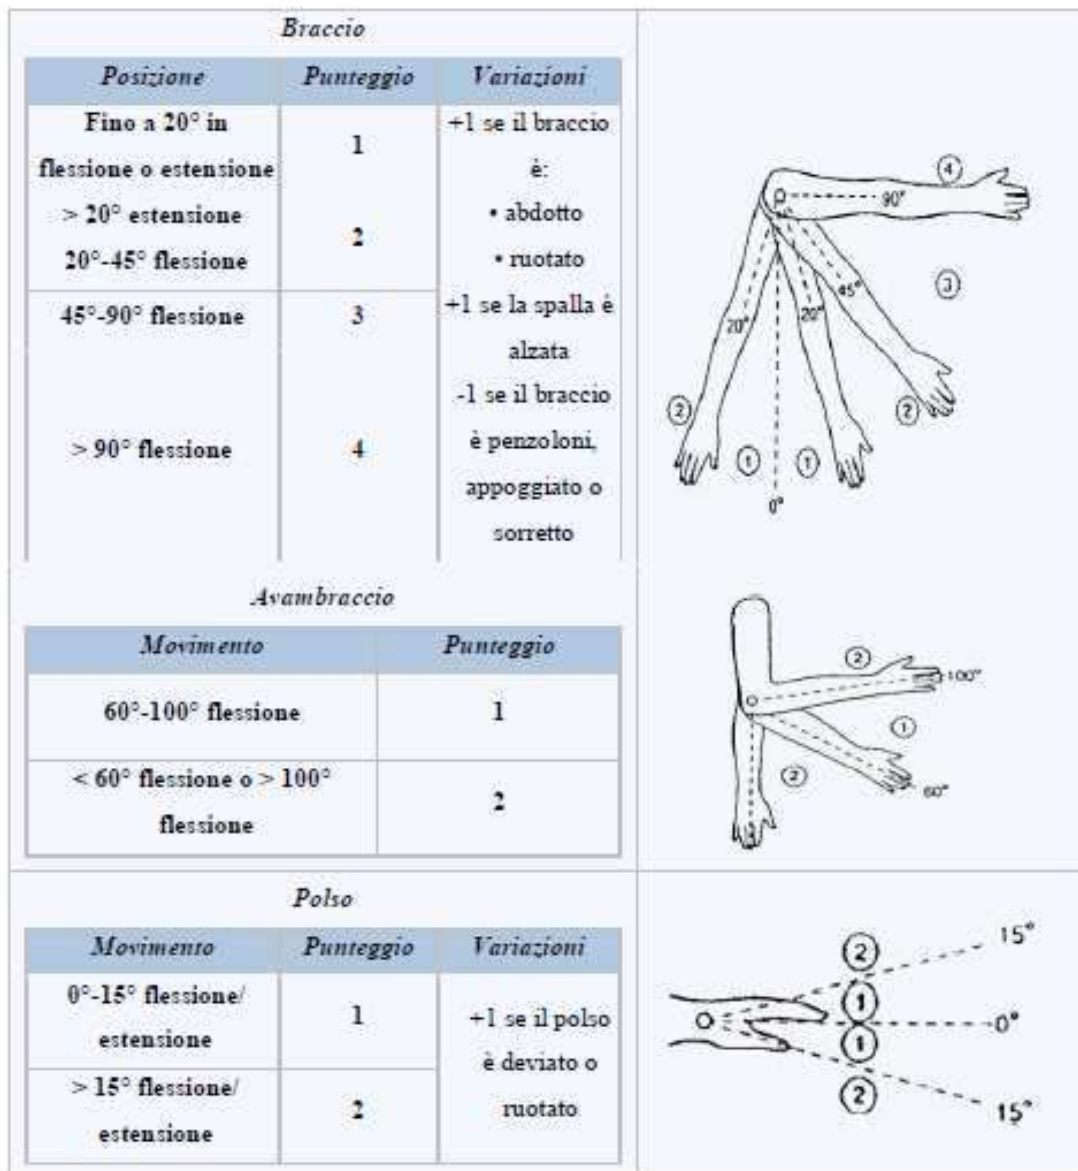 Braccio
Posizione Punteggio Variazioni
Fino a 20° in
flessione o estensione
1
> 20° estensione
20°-45° flessione
2
45°-90° flessione
3
> 90° flessione
4
+1 se il braccio
è:
• abdotto
• ruotato
+1 se la spalla è
alzata
-1 se il braccio
è penzoloni,
appoggiato o
sorretto
4
90°
3
45°
20°
20°
2
2
1
1
0°
Avambraccio
Movimento Punteggio
60°-100° flessione
1
< 60° flessione o > 100°
flessione
2
2
100°
1
2
60°
Polso
Movimento Punteggio Variazioni
0°-15° flessione/
estensione
1
> 15° flessione/
estensione
2
+1 se il polso
è deviato o
ruotato
15°
2
1
0°
1
2
15°